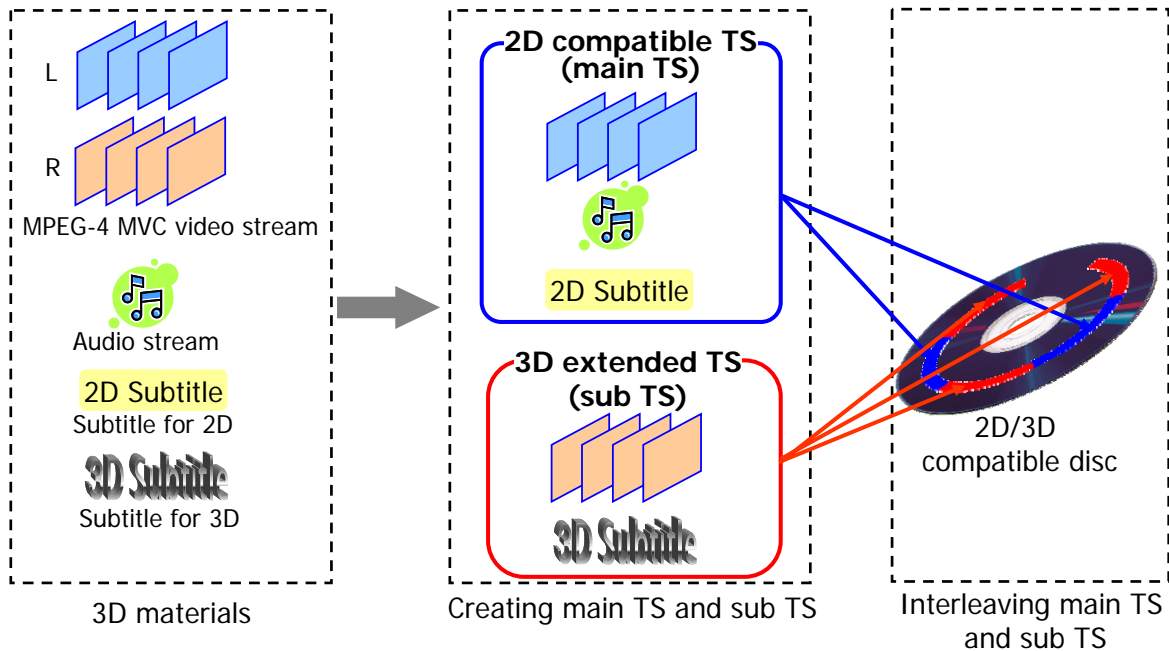 L
R
MPEG-4 MVC video stream
Audio stream
2D Subtitle
Subtitle for 2D
3D Subtitle
Subtitle for 3D
3D materials
2D compatible TS
(main TS)
2D Subtitle
3D extended TS
(sub TS)
3D Subtitle
Creating main TS and sub TS
2D/3D
compatible disc
Interleaving main TS
and sub TS